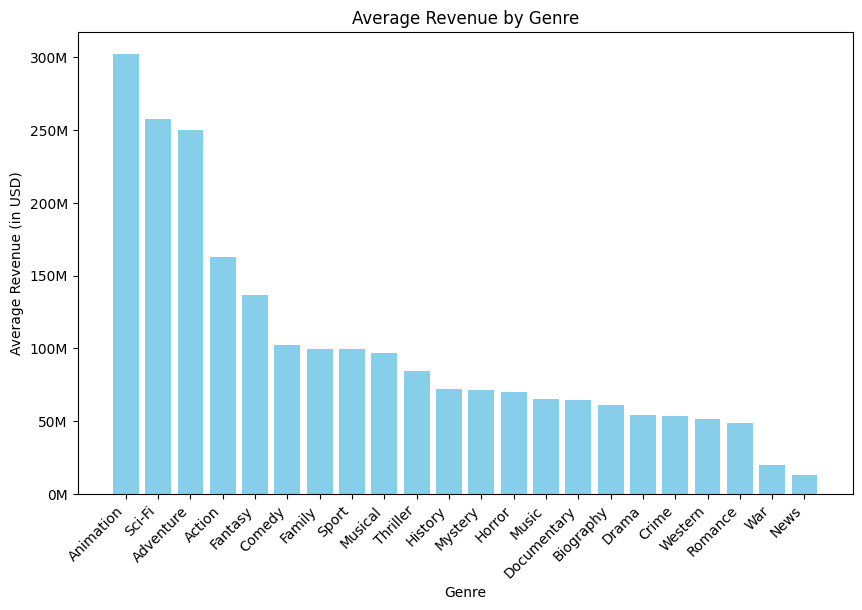 Average Revenue by Genre
Average Revenue (in USD)
300M
250M
200M
150M
100M
50M
0M
Animation
Sci-Fi
Adventure
Action
Fantasy
Comedy
Family
Sport
Musical
Thriller
History
Mystery
Horror
Music
Documentary
Biography
Drama
Crime
Western
Romance
War
News
Genre